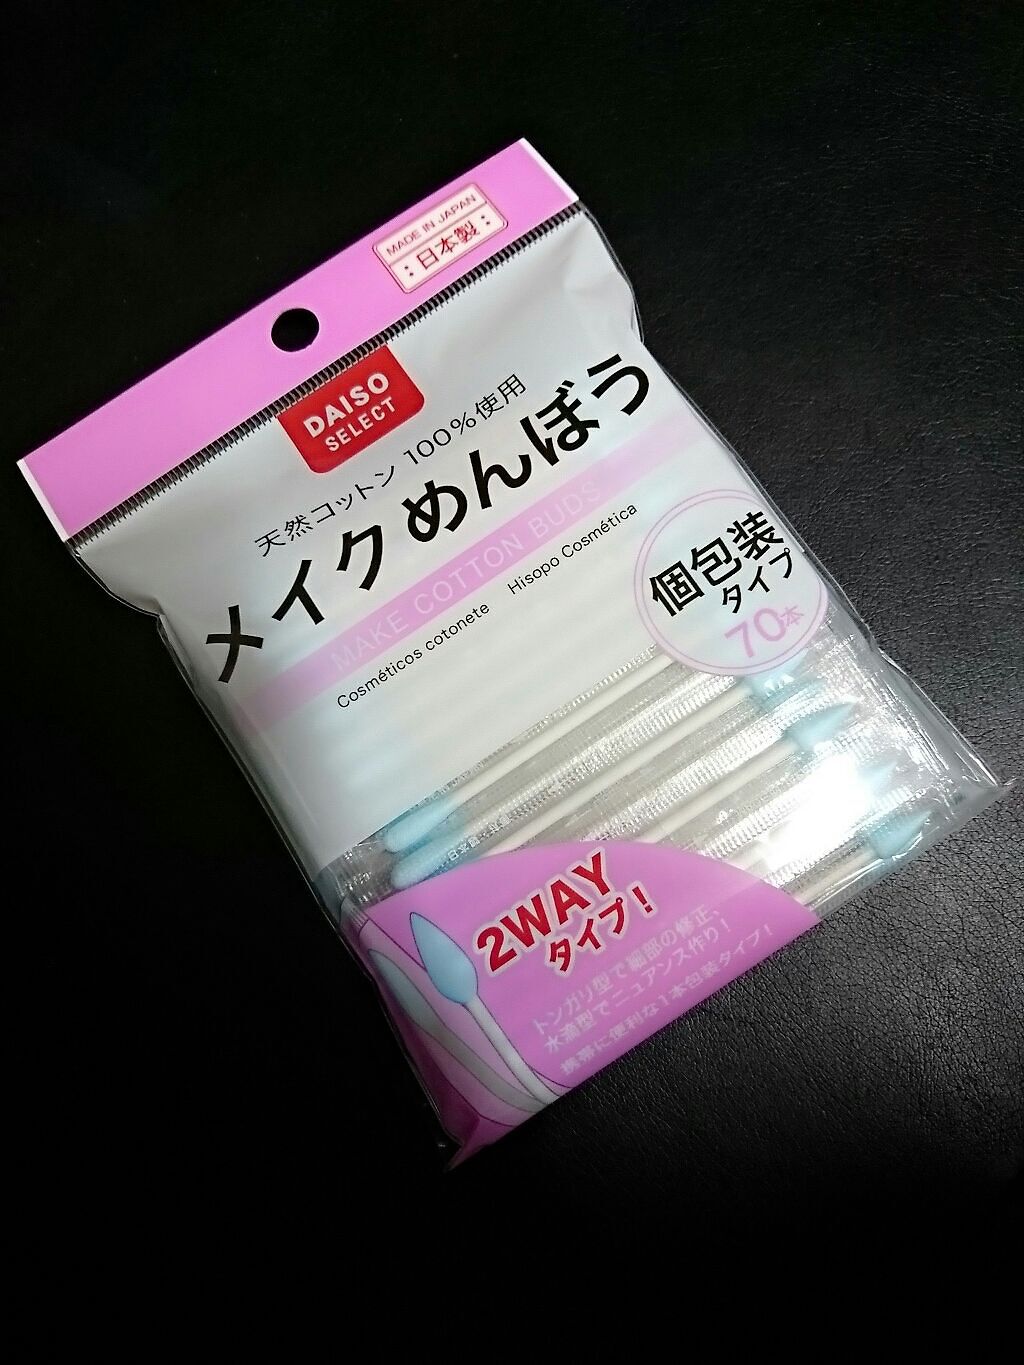 MADE IN JAPAN
:日本製:
DAISO
SELECT
天然コットン 100%使用
メイクめんぼう
MAKE COTTON BUDS
Cosméticos cotonete Hisopo Cosmética
個包装
タイプ
70本
2WAY
タイプ!
トンガリ型で細部の修正、
水滴型でニュアンス作り!
携帯に便利な1本包装タイプ!